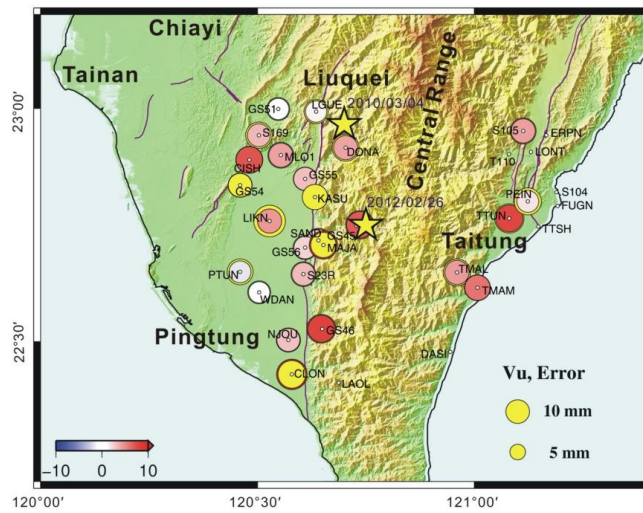 Chiayi
Tainan
Liuquei
Central Range
23°00'
GS51
LGUE
2010/03/04
S169
MLO1
DONA
S105
ERPN
CISH
T110
LONT
GS55
GS54
KASU
PEIN
S104
FUGN
2012/02/26
LIKN
TTUN
SAND
GS45
MAJA
TTSH
GS56
Taitung
PTUN
S23R
TMAL
WDAN
TMAM
22°30'
Pingtung
NJOU
GS46
DASI
CLON
LAOL
Vu, Error
10 mm
5 mm
−10 0 10
120°00' 120°30' 121°00'